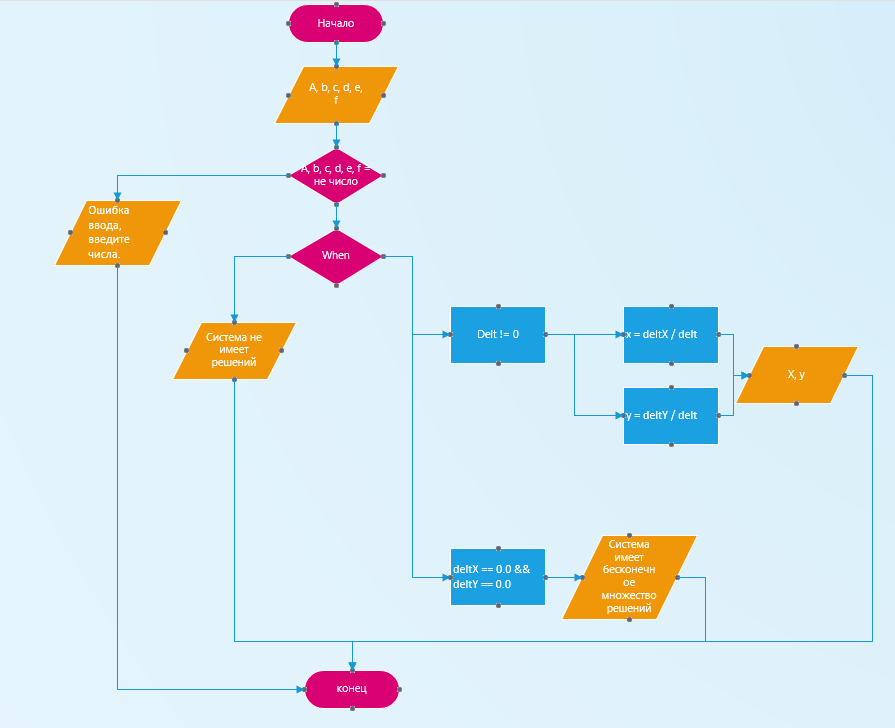 Начало
A, b, c, d, e,
f
A, b, c, d, e, f =
не число
Ошибка
ввода,
введите
числа.
When
Система не
имеет
решений
Delt != 0
x = deltX / delt
y = deltY / delt
X, y
deltX == 0.0 &&
deltY == 0.0
Система
имеет
бесконечн
ое
множество
решений
конец